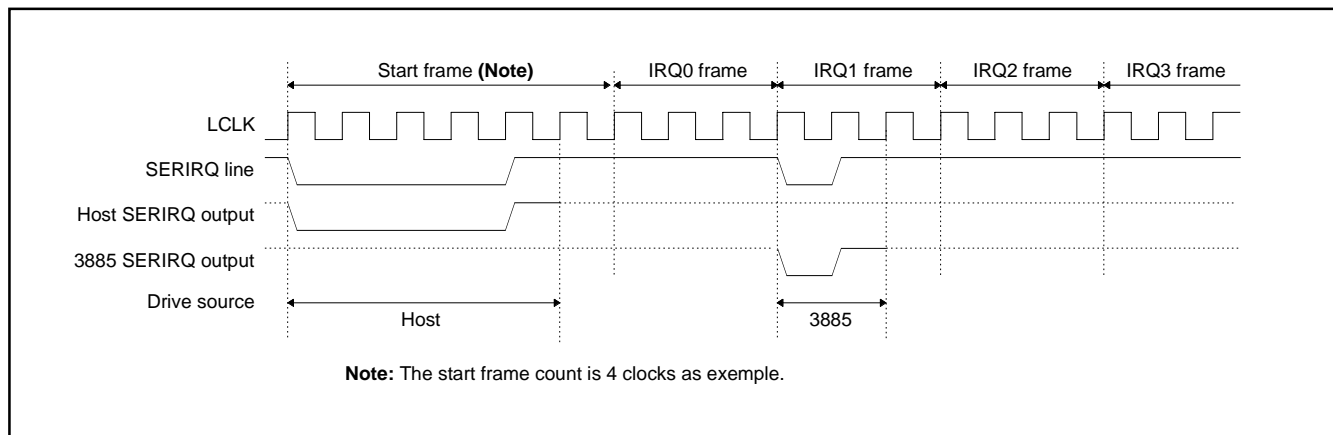 Start frame (Note)
IRQ0 frame
IRQ1 frame
IRQ2 frame
IRQ3 frame
LCLK
SERIRQ line
Host SERIRQ output
3885 SERIRQ output
Drive source
Host
3885
Note: The start frame count is 4 clocks as exemple.